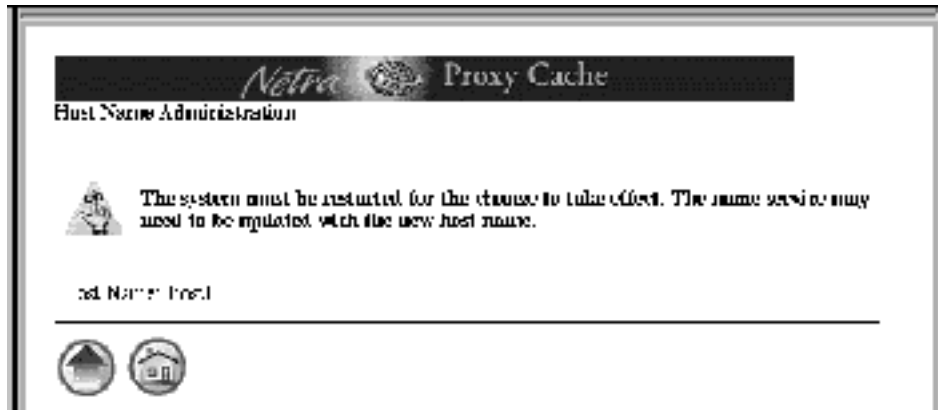 Netra Proxy Cache
Host Name Administration
The system must be restarted for the change to take effect. The name service may
need to be updated with the new host name.
Host Name: